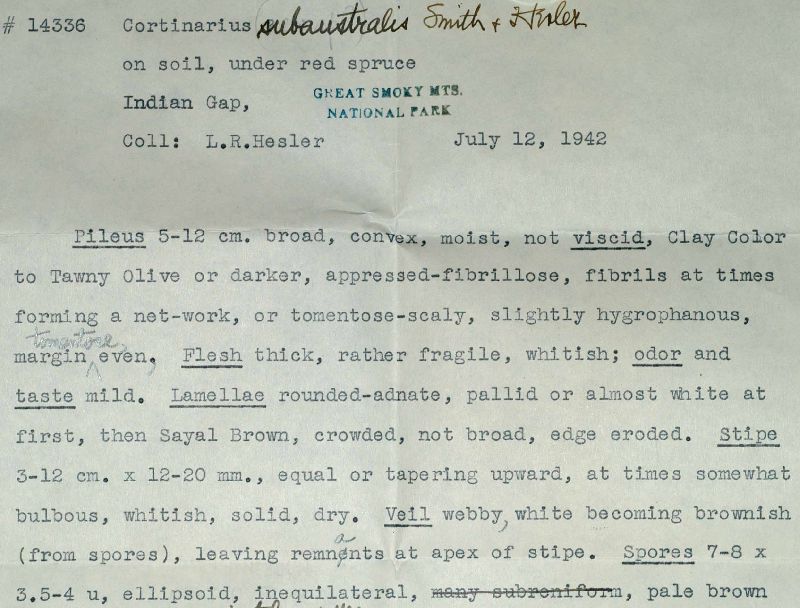 # 14336 Cortinarius subaustralis Smith & Hesler
on soil, under red spruce
Indian Gap, GREAT SMOKY MTS.
NATIONAL PARK
Coll: L.R.Hesler July 12, 1942
Pileus 5-12 cm. broad, convex, moist, not viscid, Clay Color
to Tawny Olive or darker, appressed-fibrillose, fibrils at times
forming a net-work, or tomentose-scaly, slightly hygrophanous,
tomentose,
margin even. Flesh thick, rather fragile, whitish; odor and
taste mild. Lamellae rounded-adnate, pallid or almost white at
first, then Sayal Brown, crowded, not broad, edge eroded. Stipe
3-12 cm. x 12-20 mm., equal or tapering upward, at times somewhat
bulbous, whitish, solid, dry. Veil webby, white becoming brownish
(from spores), leaving remnants at apex of stipe. Spores 7-8 x
3.5-4 u, ellipsoid, inequilateral, many subreniform, pale brown